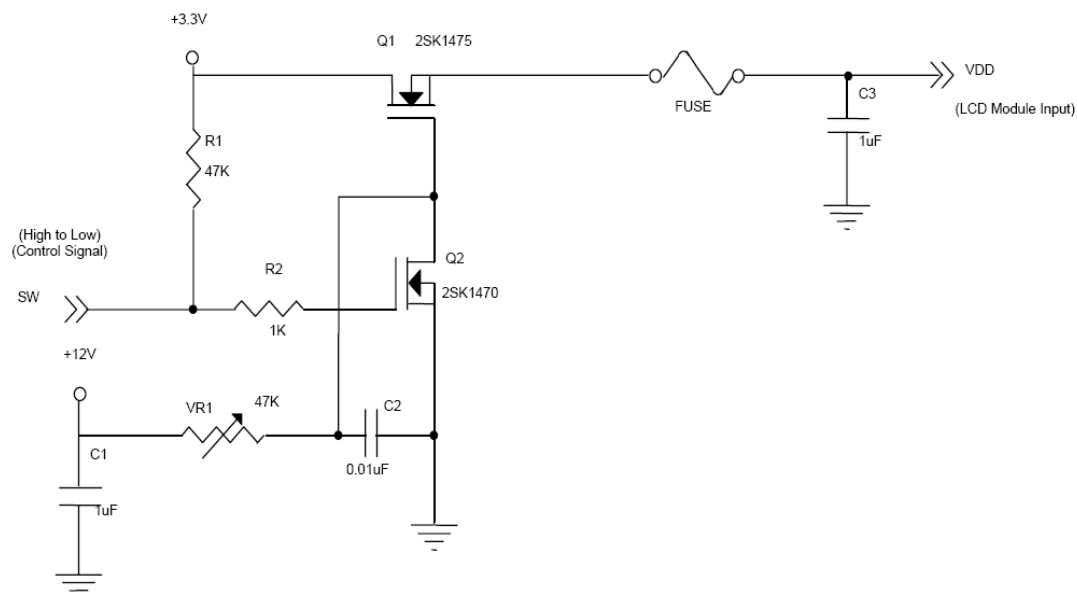 +3.3V
Q1 2SK1475
VDD
C3
FUSE
(LCD Module Input)
R1
1uF
47K
(High to Low)
(Control Signal)
Q2
R2
SW
2SK1470
1K
+12V
VR1
47K
C2
C1
0.01uF
1uF